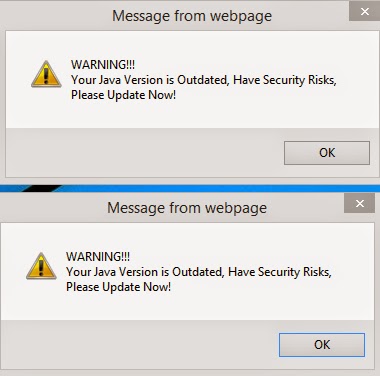 Message from webpage
WARNING!!!
Your Java Version is Outdated, Have Security Risks,
Please Update Now!
OK
Message from webpage
WARNING!!!
Your Java Version is Outdated, Have Security Risks,
Please Update Now!
OK